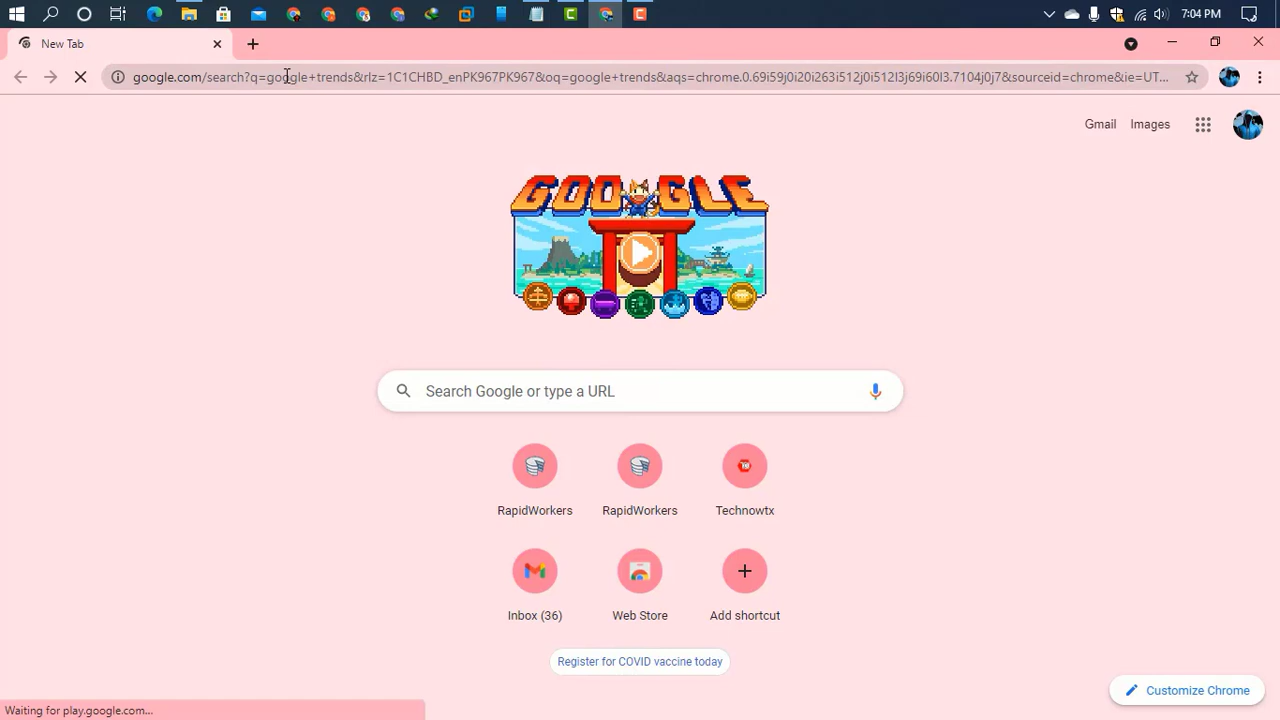 7:04 PM
New Tab
google.com/search?q=google+trends&rlz=1C1CHBD_enPK967PK967&oq=google+trends&aqs=chrome.0.69i59j0i20i263i512j0i512l3j69i60l3.7104j0j7&sourceid=chrome&ie=UT...
Gmail Images
GOOGLE
Search Google or type a URL
RapidWorkers RapidWorkers Technowtx
Inbox (36) Web Store Add shortcut
Register for COVID vaccine today
Customize Chrome
Waiting for play.google.com...